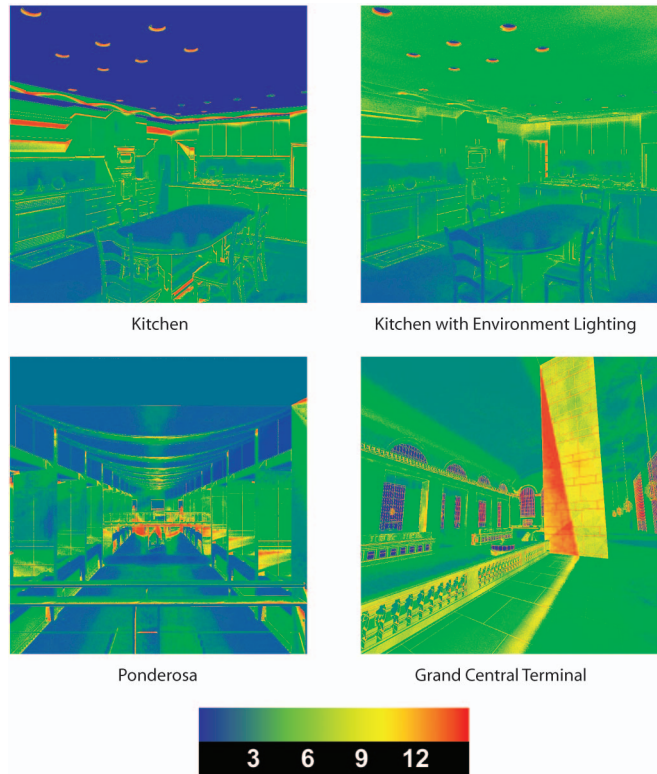 Kitchen
Kitchen with Environment Lighting
Ponderosa
Grand Central Terminal
3 6 9 12